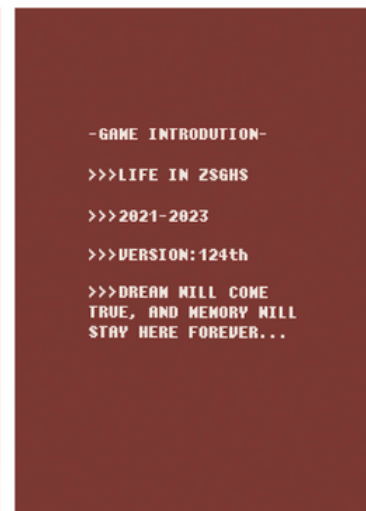 -GAME INTRODUTION-
>>>LIFE IN ZSGHS
>>>2021-2023
>>>VERSION:124th
>>>DREAM WILL COME
TRUE, AND MEMORY WILL
STAY HERE FOREVER...